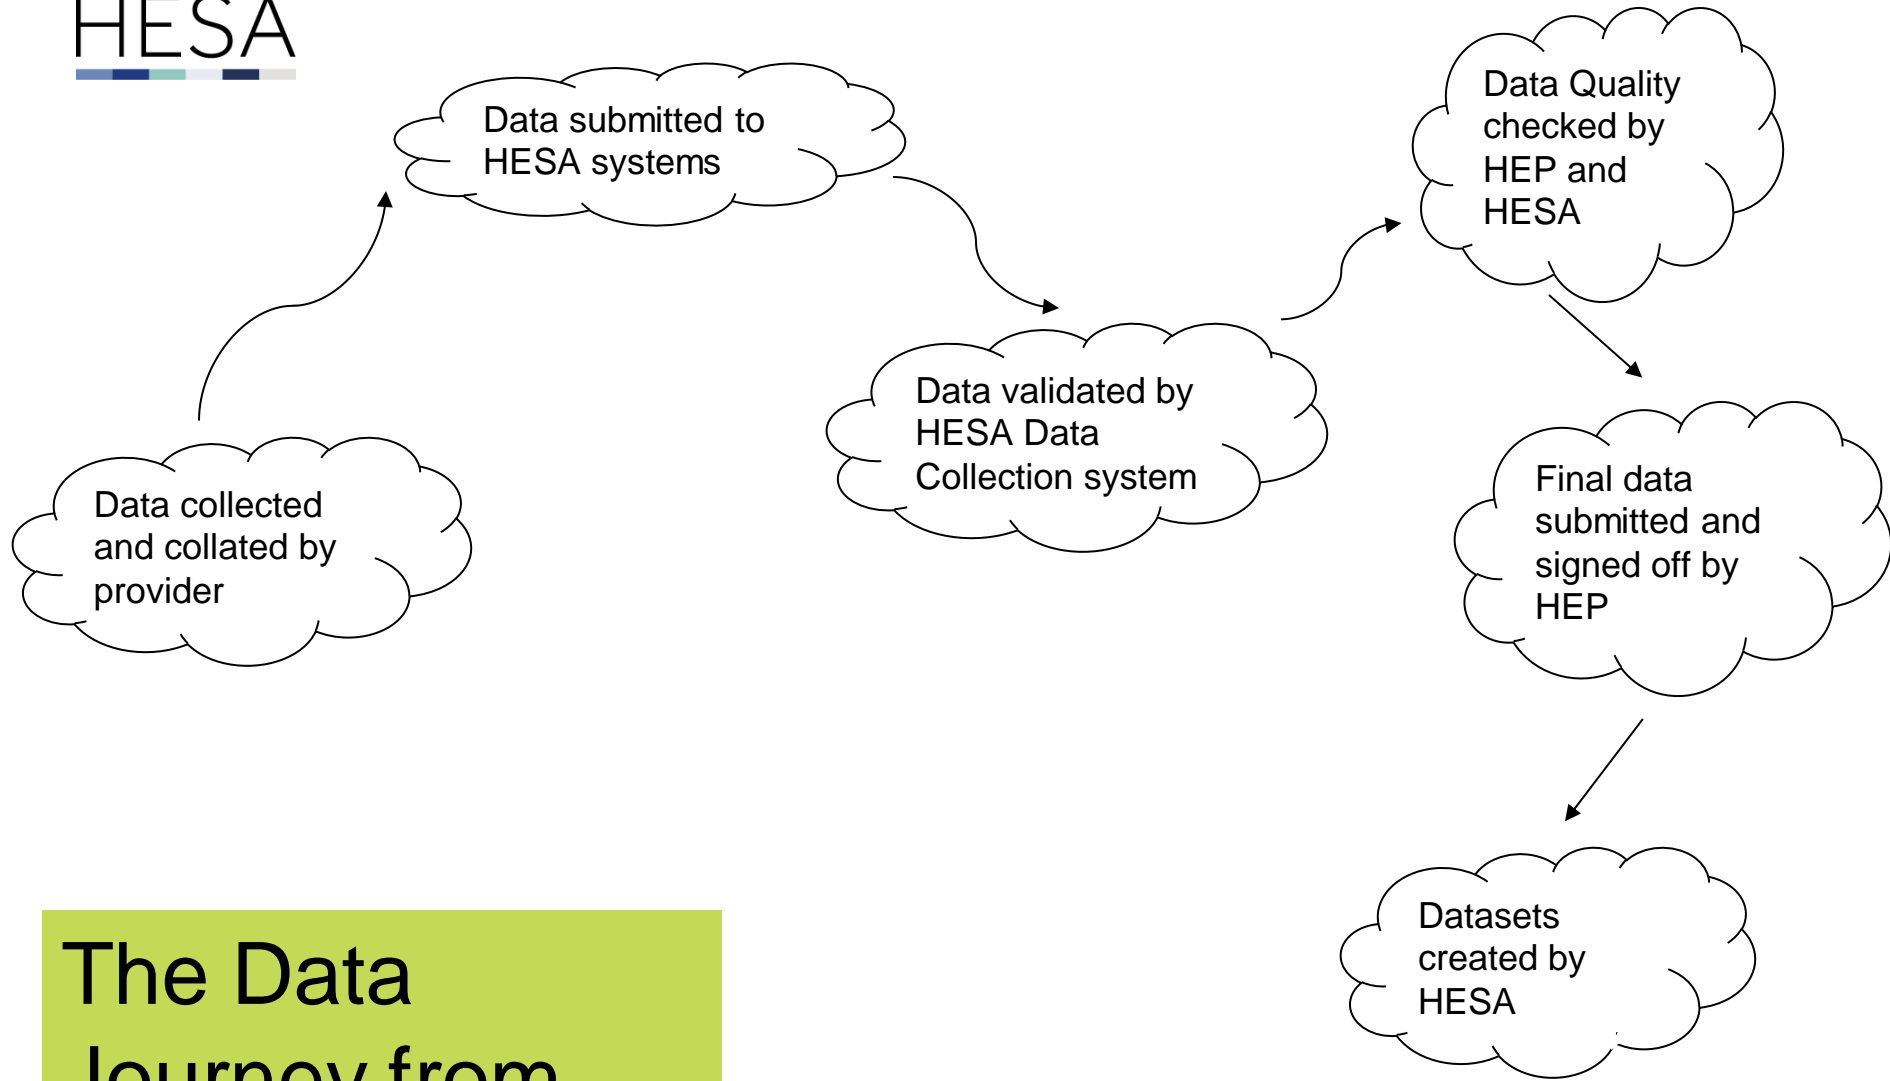 HESA
Data submitted to
HESA systems
Data Quality
checked by
HEP and
HESA
Data validated by
HESA Data
Collection system
Data collected
and collated by
provider
Final data
submitted and
signed off by
HEP
Datasets
created by
HESA
The Data
Journey from